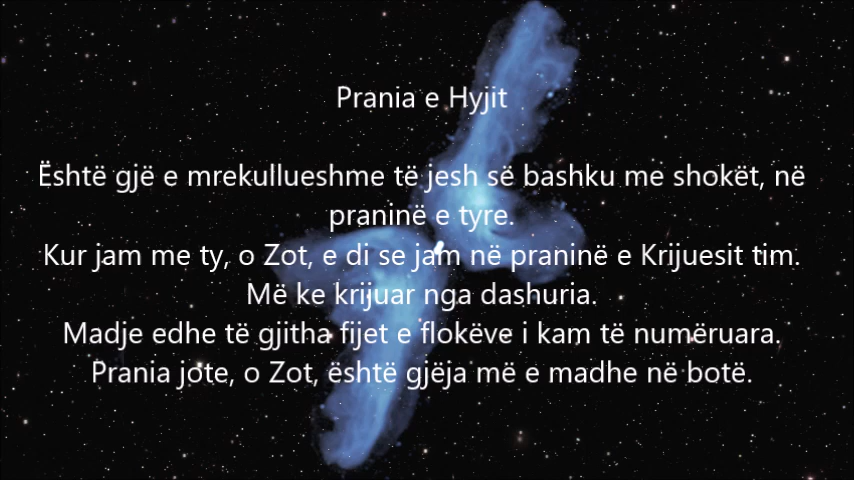 Prania e Hyjit
Është gjë e mrekullueshme të jesh së bashku me shokët, në
praninë e tyre.
Kur jam me ty, o Zot, e di se jam në praninë e Krijuesit tim.
Më ke krijuar nga dashuria.
Madje edhe të gjitha fijet e flokëve i kam të numëruara.
Prania jote, o Zot, është gjëja më e madhe në botë.